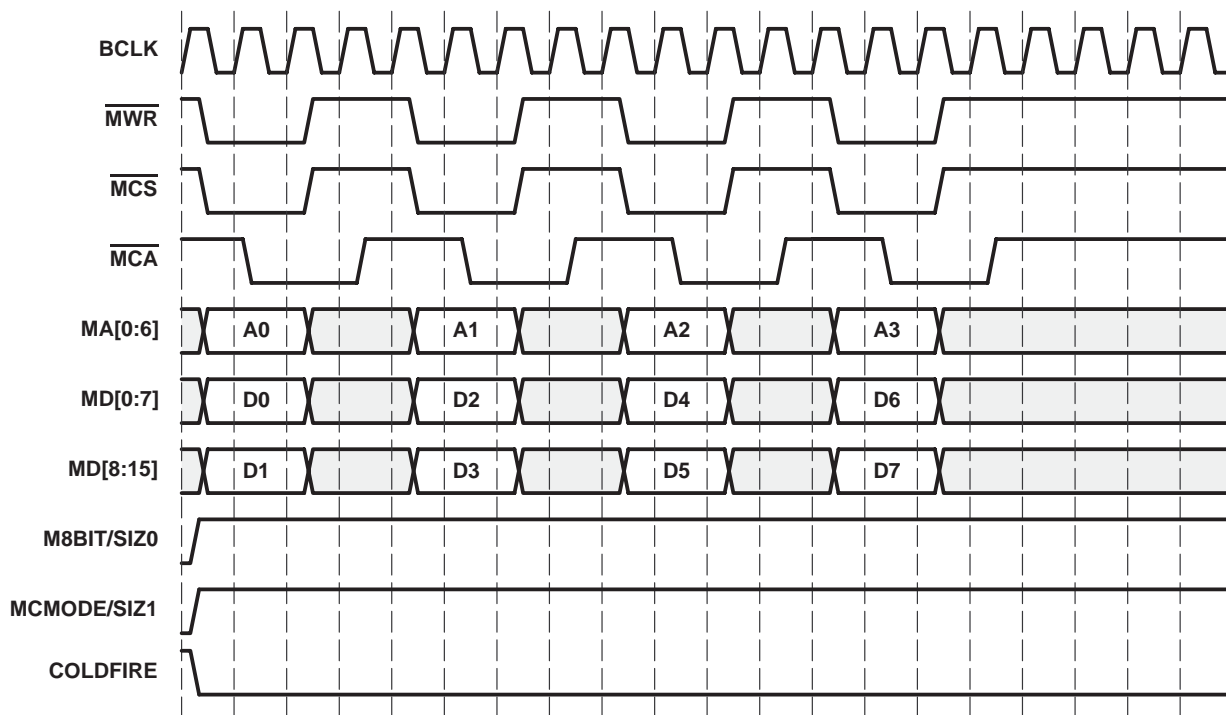 BCLK
MWR
MCS
MCA
MA[0:6] A0 A1 A2 A3
MD[0:7] D0 D2 D4 D6
MD[8:15] D1 D3 D5 D7
M8BIT/SIZ0
MCMODE/SIZ1
COLDFIRE